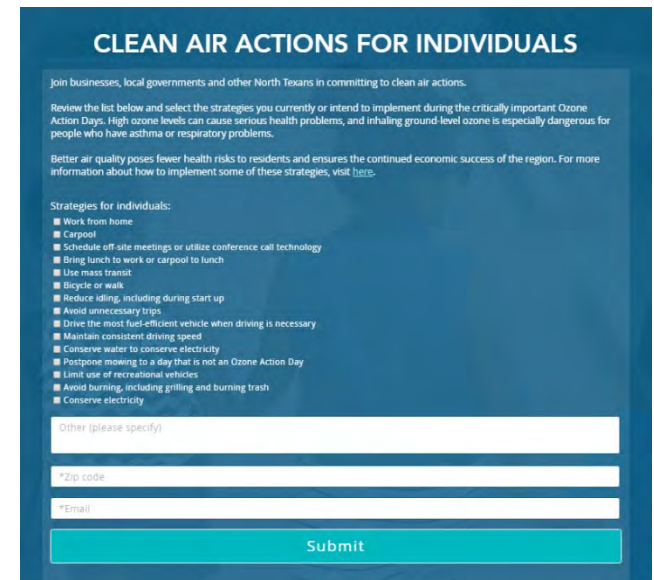 CLEAN AIR ACTIONS FOR INDIVIDUALS
Join businesses, local governments and other North Texans in committing to clean air actions.
Review the list below and select the strategies you currently or intend to implement during the critically important Ozone
Action Days. High ozone levels can cause serious health problems, and inhaling ground-level ozone is especially dangerous for
people who have asthma or respiratory problems.
Better air quality poses fewer health risks to residents and ensures the continued economic success of the region. For more
information about how to implement some of these strategies, visit here.
Strategies for individuals:
Work from home
Carpool
Schedule off-site meetings or utilize conference call technology
Bring lunch to work or carpool to lunch
Use mass transit
Bicycle or walk
Reduce idling, including during start up
Avoid unnecessary trips
Drive the most fuel-efficient vehicle when driving is necessary
Maintain consistent driving speed
Conserve water to conserve electricity
Postpone mowing to a day that is not an Ozone Action Day
Limit use of recreational vehicles
Avoid burning, including grilling and burning trash
Conserve electricity
Other (please specify)
*Zip code
*Email
Submit